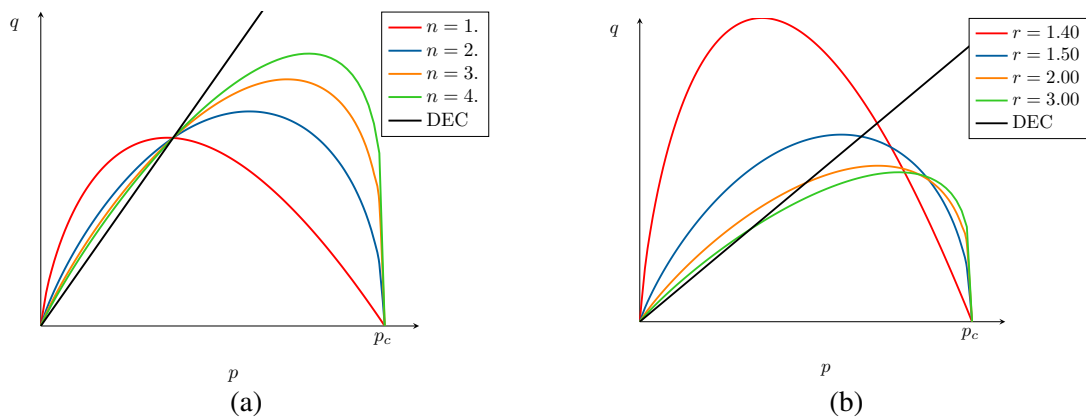 q
n = 1.
n = 2.
n = 3.
n = 4.
DEC
p_c
p
(a)
q
r = 1.40
r = 1.50
r = 2.00
r = 3.00
DEC
p_c
p
(b)